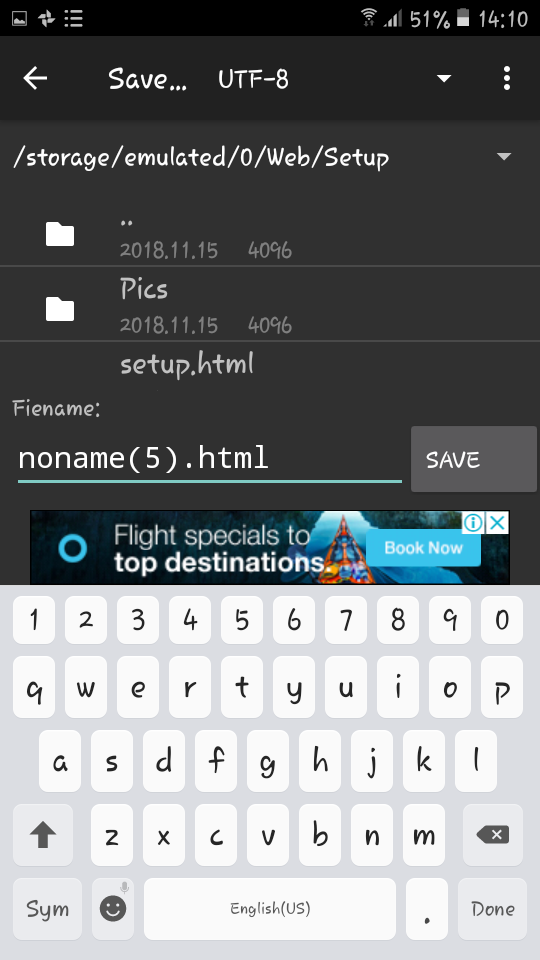 51% 14:10
Save... UTF-8
/storage/emulated/0/Web/Setup
..
2018.11.15 4096
Pics
2018.11.15 4096
setup.html
Fiename:
noname(5).html SAVE
Flight specials to
top destinations Book Now
1 2 3 4 5 6 7 8 9 0
q w e r t y u i o p
a s d f g h j k l
z x c v b n m
Sym English(US) . Done